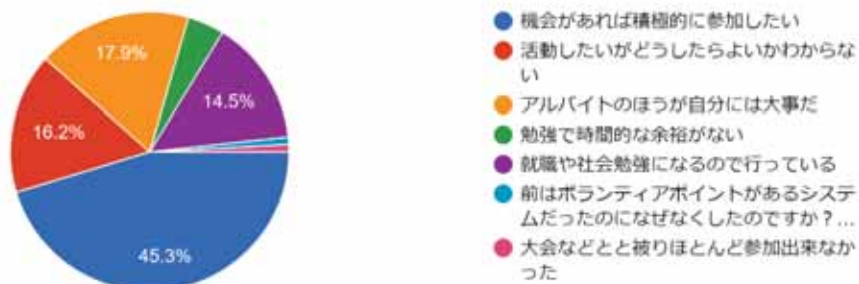 17.9%
14.5%
16.2%
45.3%
機会があれば積極的に参加したい
活動したいがどうしたらよいかわからな
い
アルバイトのほうが自分には大事だ
勉強で時間的な余裕がない
就職や社会勉強になるので行っている
前はボランティアポイントがあるシステ
ムだったのになぜなくしたのですか？...
大会などとと被りほとんど参加出来なか
った